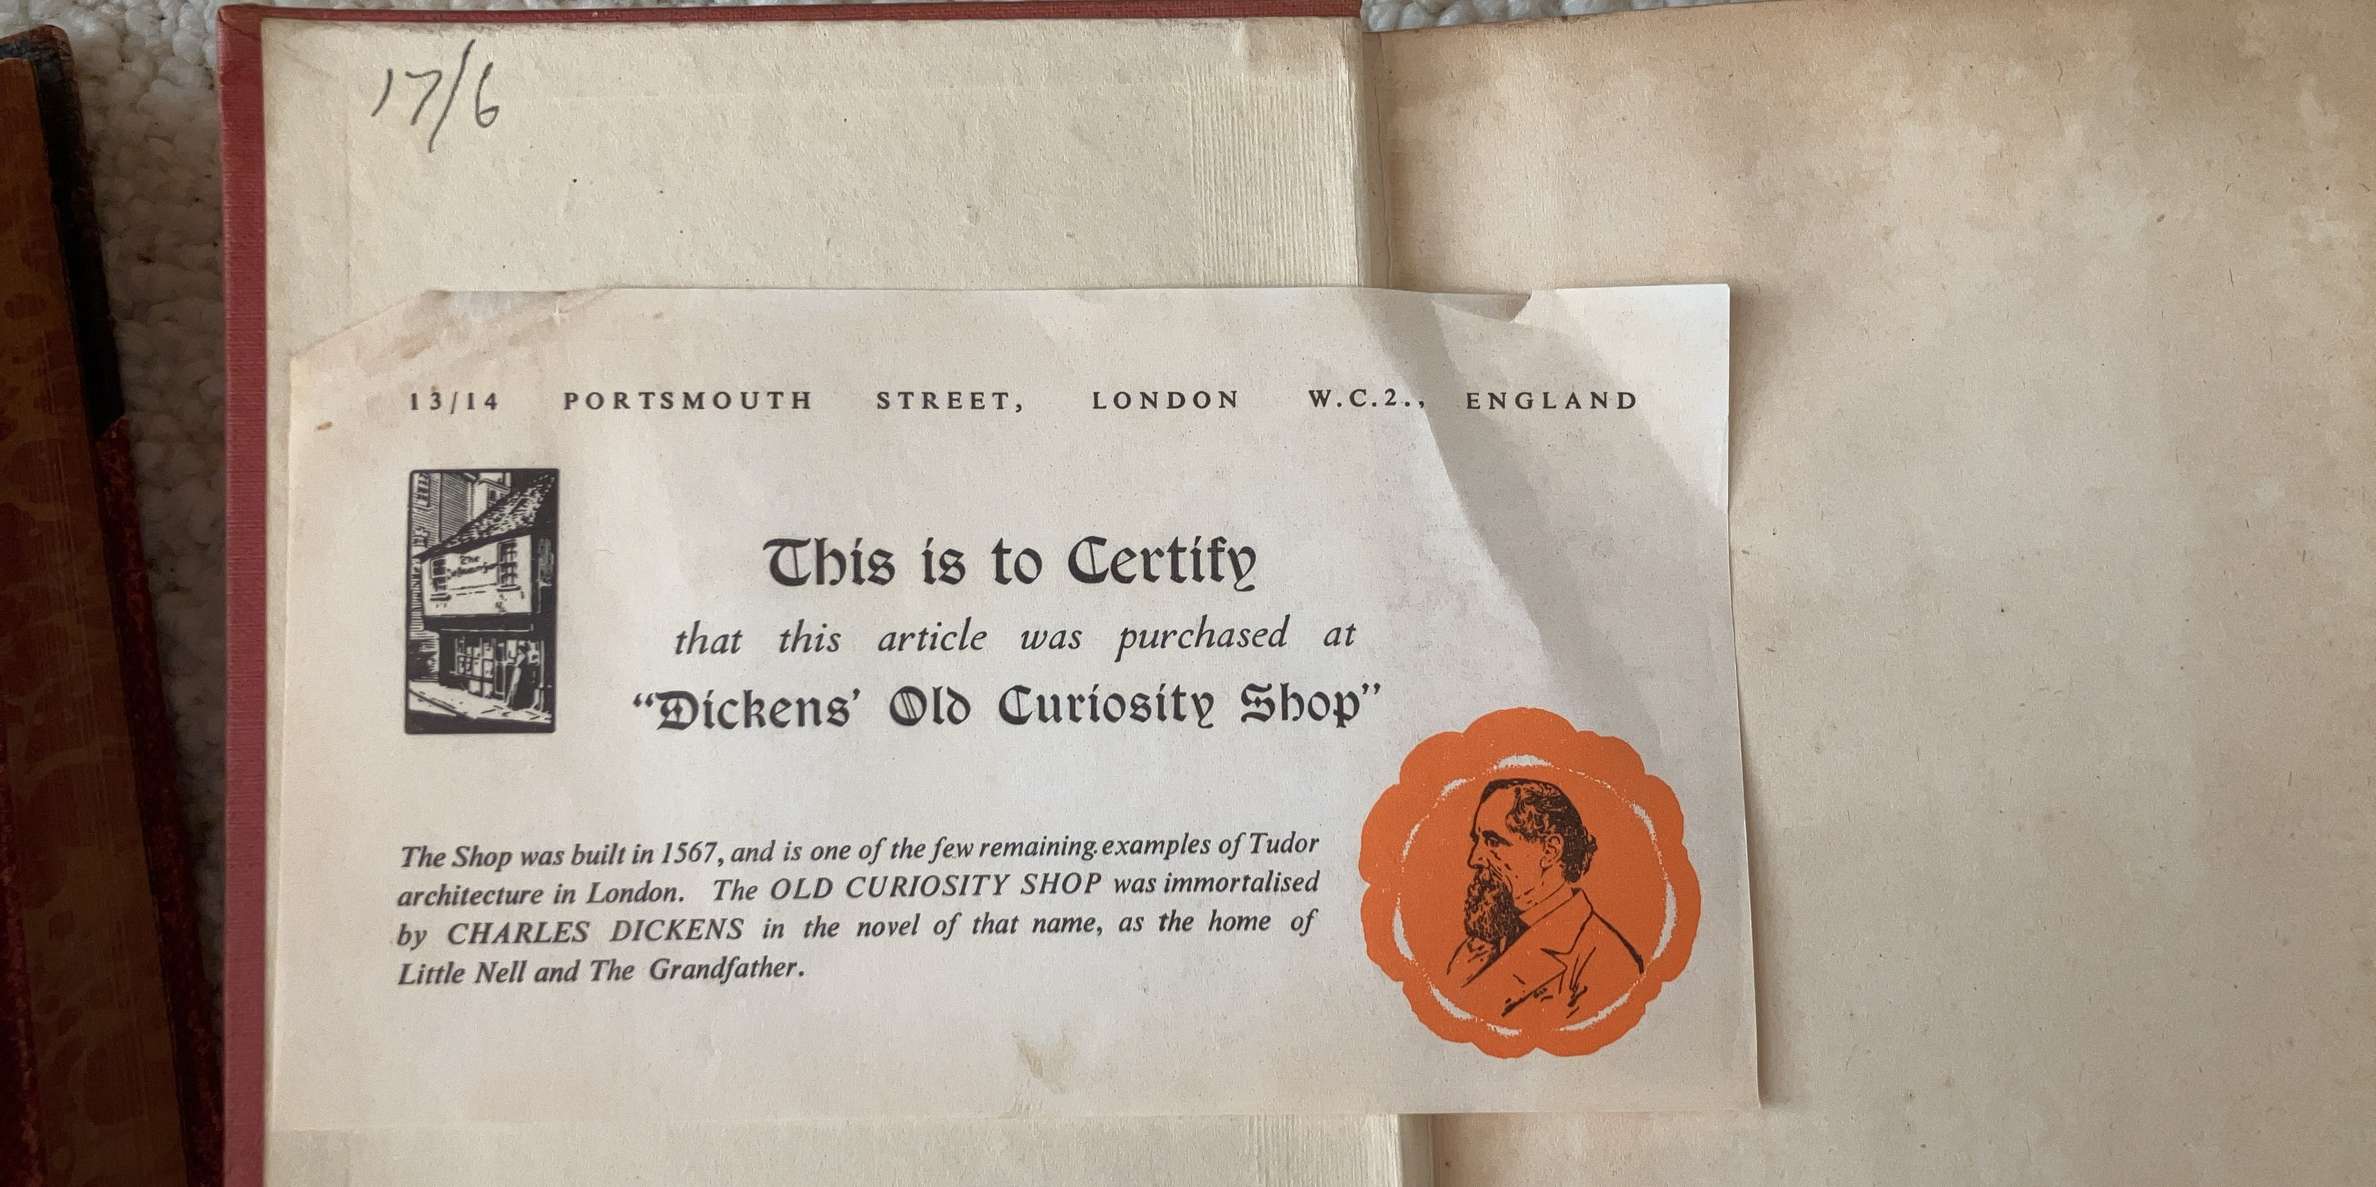 17/6
13/14 PORTSMOUTH STREET, LONDON W.C.2., ENGLAND
This is to Certify
that this article was purchased at
“Dickens’ Old Curiosity Shop”
The Shop was built in 1567, and is one of the few remaining examples of Tudor
architecture in London. The OLD CURIOSITY SHOP was immortalised
by CHARLES DICKENS in the novel of that name, as the home of
Little Nell and The Grandfather.